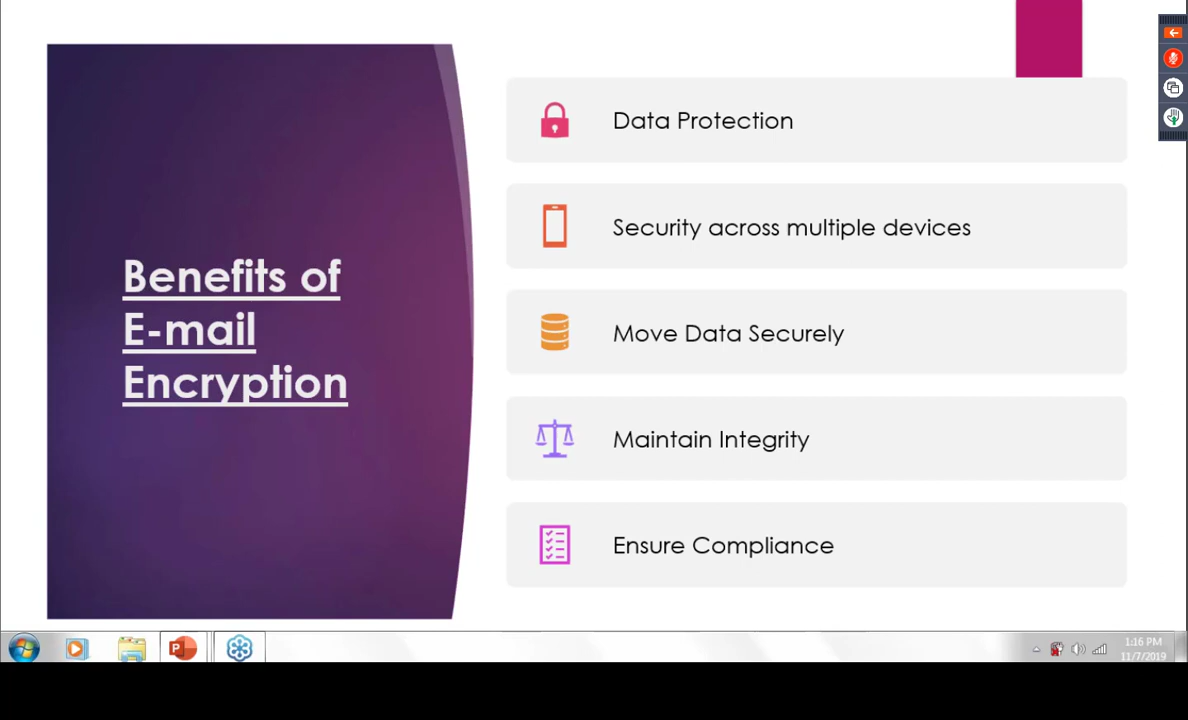 Benefits of
E-mail
Encryption
Data Protection
Security across multiple devices
Move Data Securely
Maintain Integrity
Ensure Compliance
P
1:16 PM
11/7/2019